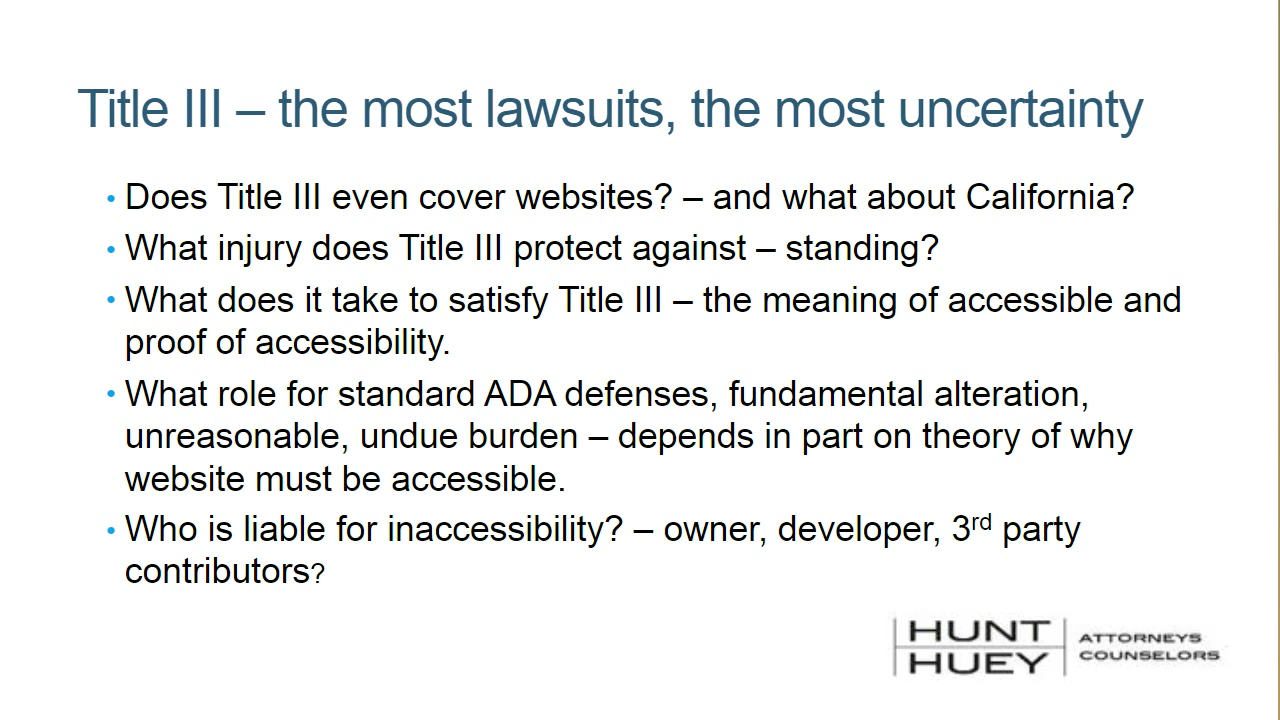 Title III – the most lawsuits, the most uncertainty
• Does Title III even cover websites? – and what about California?
• What injury does Title III protect against – standing?
• What does it take to satisfy Title III – the meaning of accessible and
proof of accessibility.
• What role for standard ADA defenses, fundamental alteration,
unreasonable, undue burden – depends in part on theory of why
website must be accessible.
• Who is liable for inaccessibility? – owner, developer, 3rd party
contributors?
HUNT
HUEY
ATTORNEYS
COUNSELORS